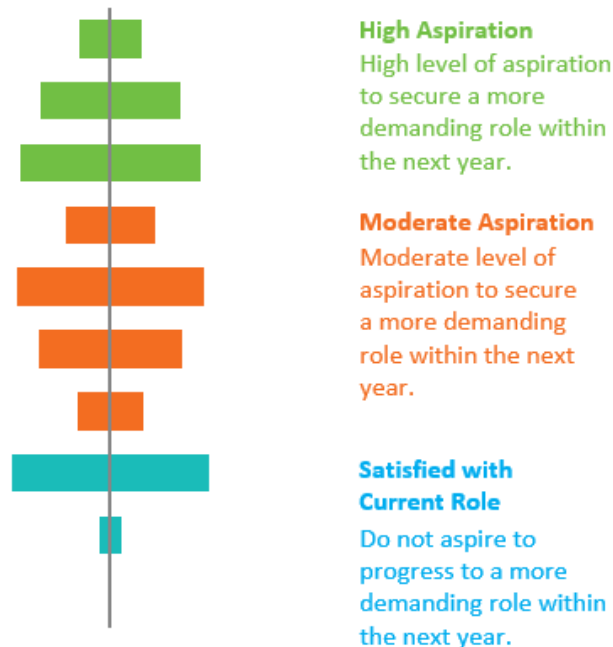 High Aspiration
High level of aspiration
to secure a more
demanding role within
the next year.
Moderate Aspiration
Moderate level of
aspiration to secure
a more demanding
role within the next
year.
Satisfied with
Current Role
Do not aspire to
progress to a more
demanding role within
the next year.